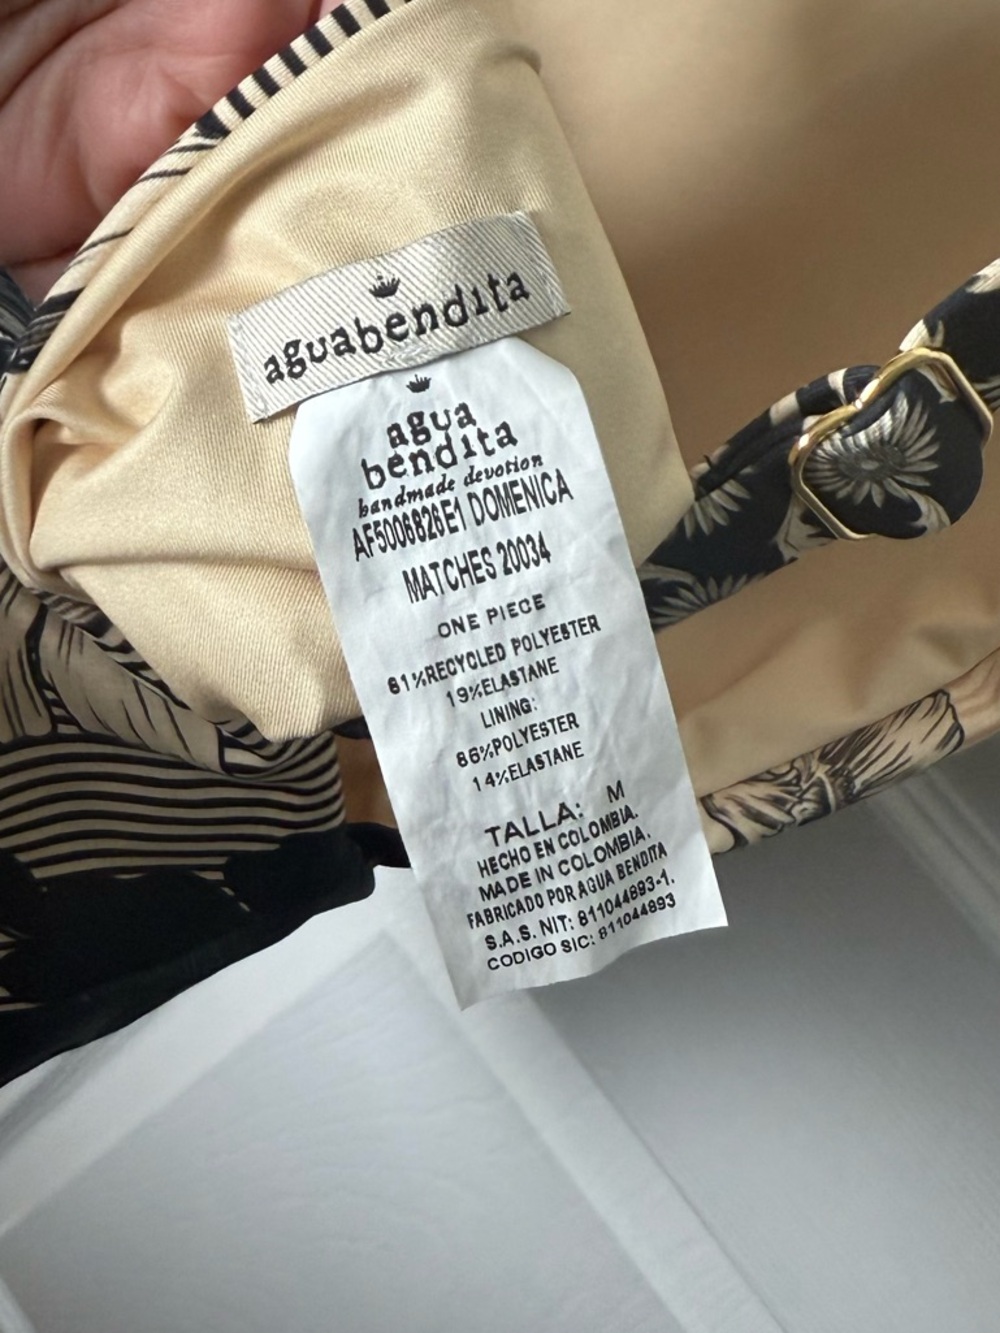 aguabendita
agua
bendita
handmade devotion
AF5006826E1 DOMENICA
MATCHES 20034
ONE PIECE
81%RECYCLED POLYESTER
19%ELASTANE
LINING:
86%POLYESTER
14%ELASTANE
TALLA: M
HECHO EN COLOMBIA.
MADE IN COLOMBIA.
FABRICADO POR AGUA BENDITA
S.A.S. NIT: 811044893-1.
CODIGO SIC: 811044893